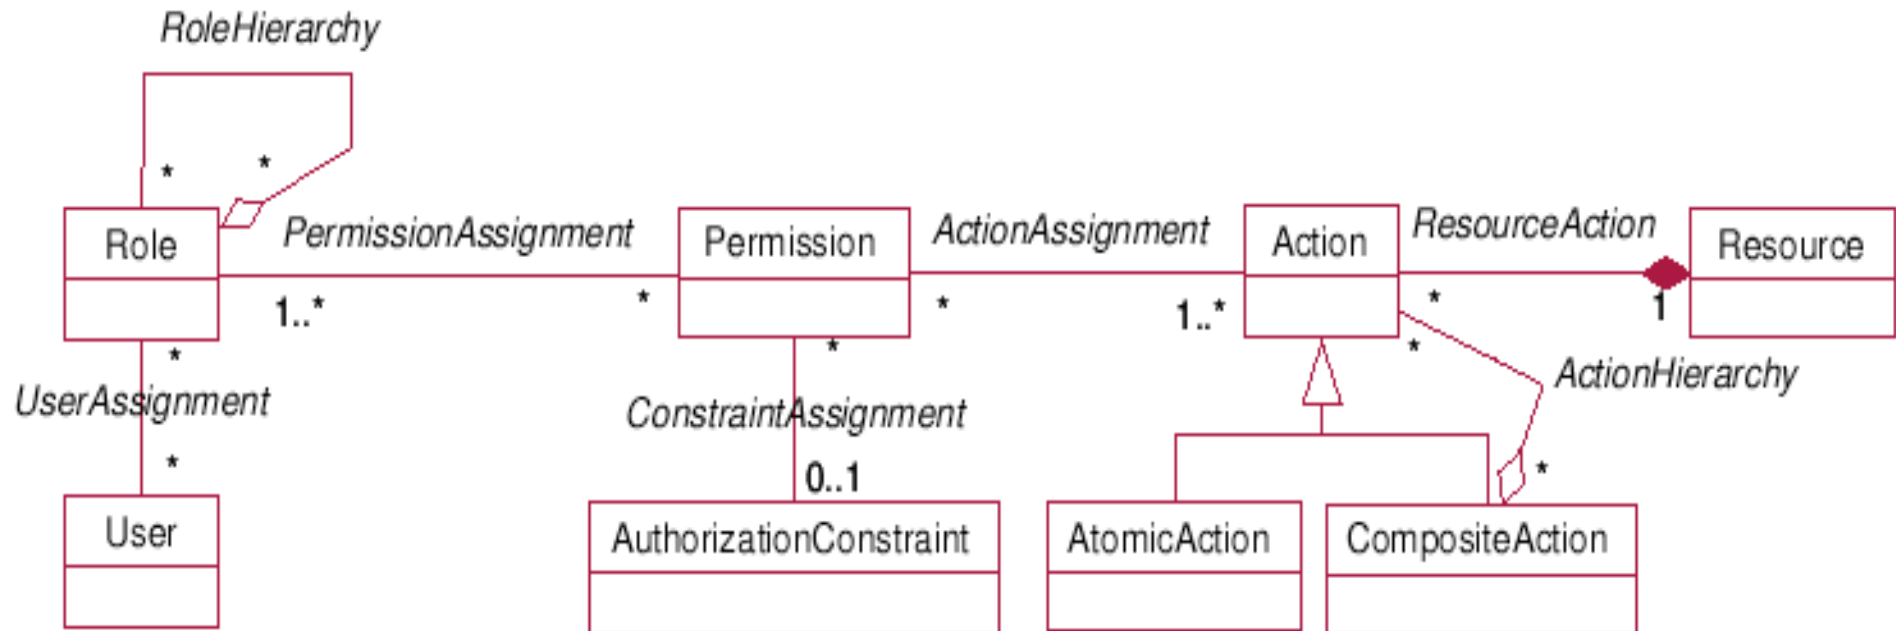 RoleHierarchy
*
*
Role
PermissionAssignment
1..*
*
Permission
ActionAssignment
*
1..*
Action
ResourceAction
*
1
Resource
*
UserAssignment
*
User
*
ConstraintAssignment
0..1
AuthorizationConstraint
*
ActionHierarchy
*
AtomicAction
CompositeAction